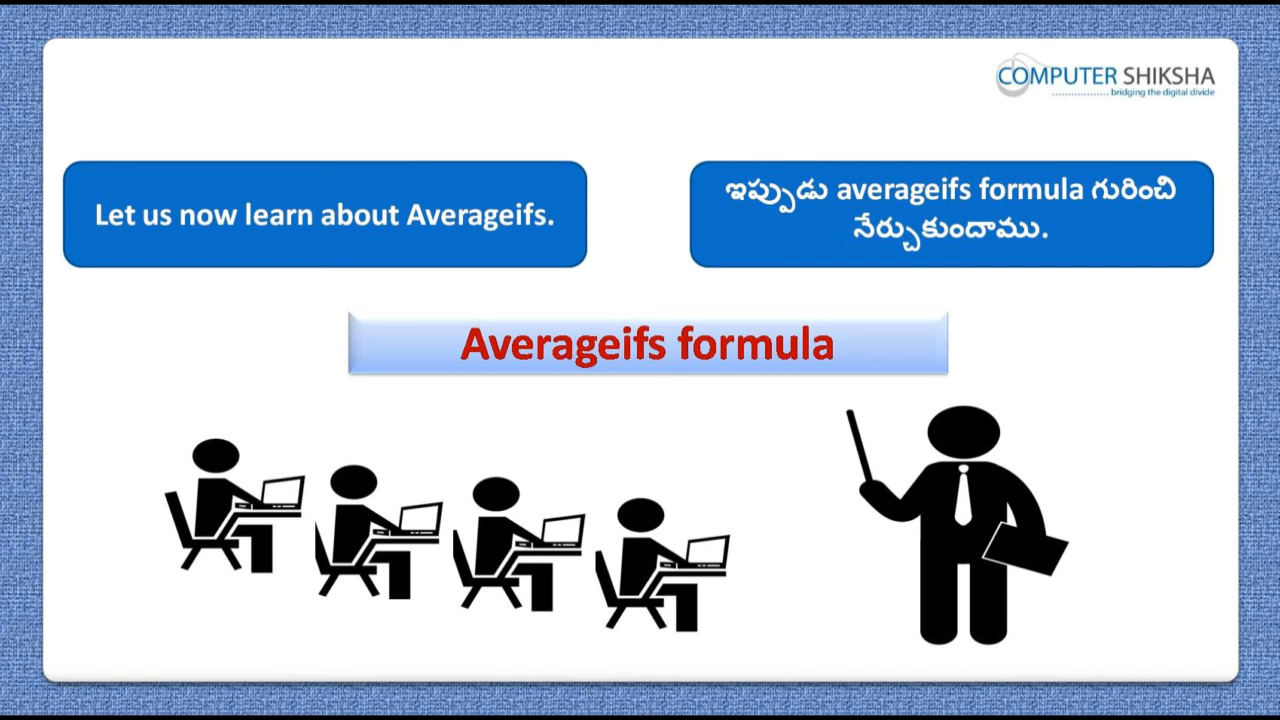 COMPUTER SHIKSHA
bridging the digital divide
Let us now learn about Averageifs.
ఇప్పుడు averageifs formula గురించి
నేర్చుకుందాము.
Averageifs formula